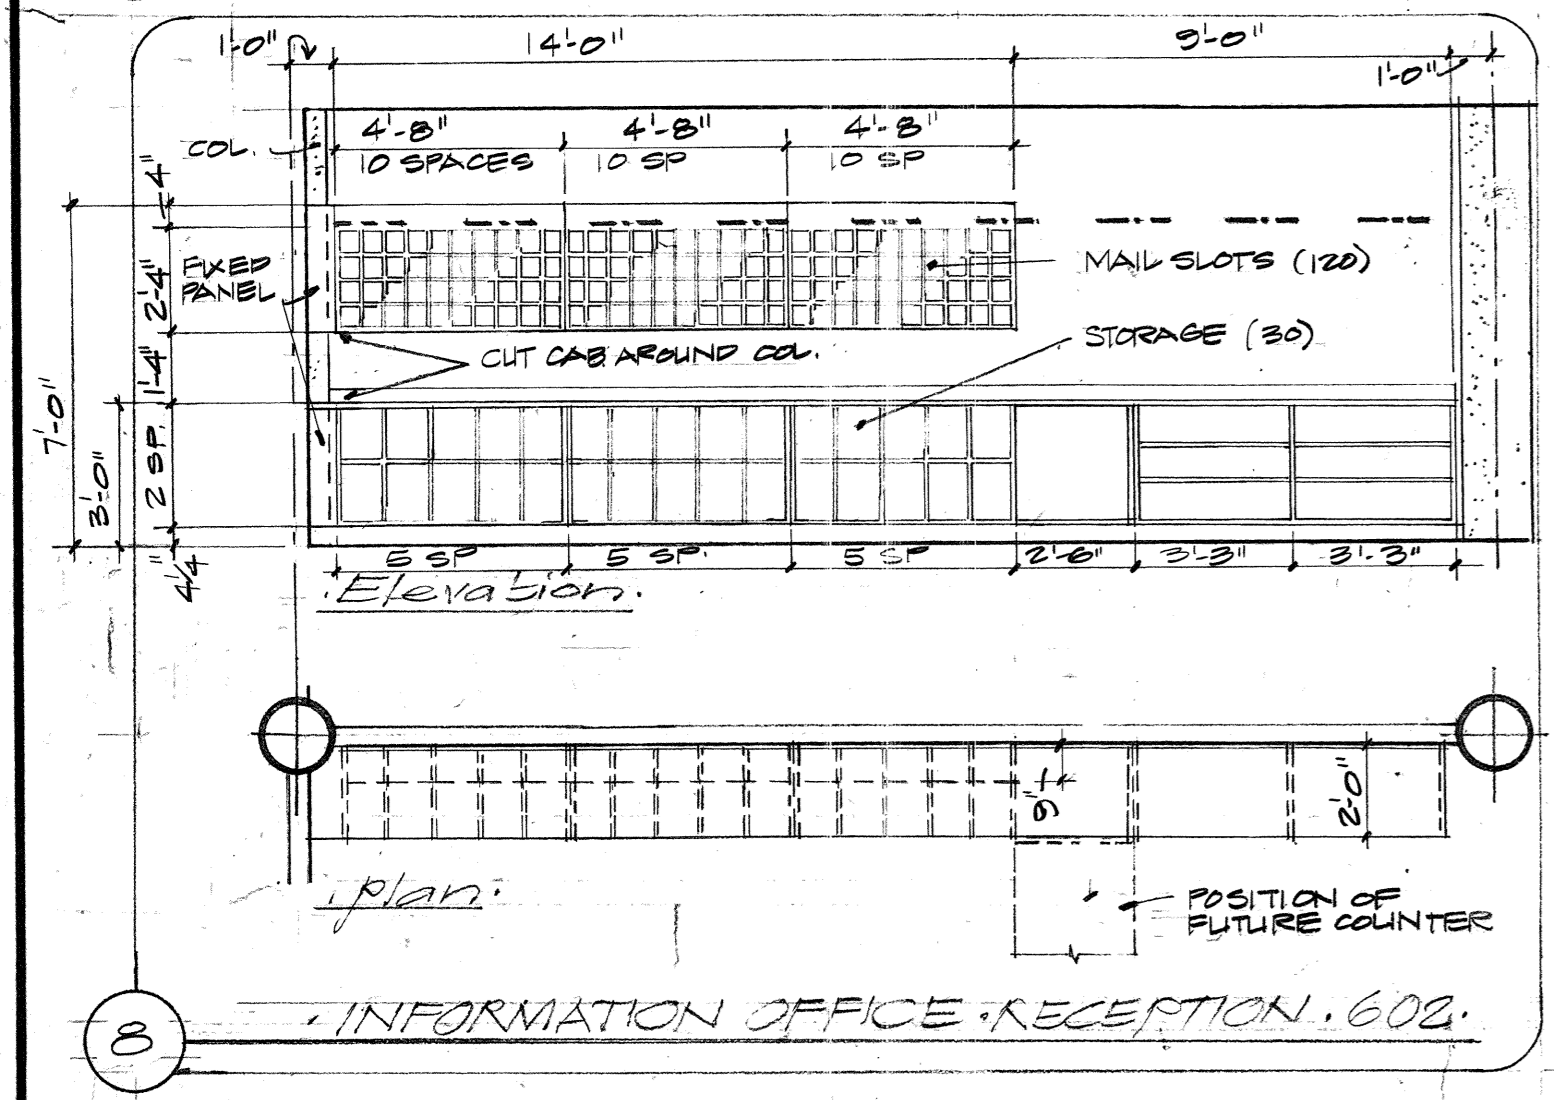 1'-0"
14'-0"
9'-0"
1'-0"
COL.
4'-8"
4'-8"
4'-8"
10 SPACES
10 SP
10 SP
4"
FIXED
PANEL
MAIL SLOTS (120)
2'-4"
STORAGE (30)
CUT CAB AROUND COL.
1'-4"
7'-0"
2 SP.
3'-0"
4 1/4"
5 SP
5 SP.
5 SP
2'-6"
3'-3"
3'-3"
.Elevation.
9"
2'-0"
.plan.
POSITION OF
FUTURE COUNTER
8
.INFORMATION OFFICE.RECEPTION.602.